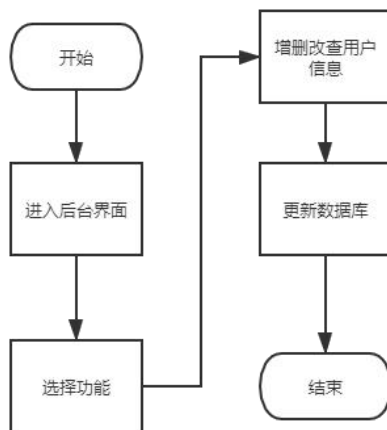 开始
进入后台界面
选择功能
增删改查用户
信息
更新数据库
结束